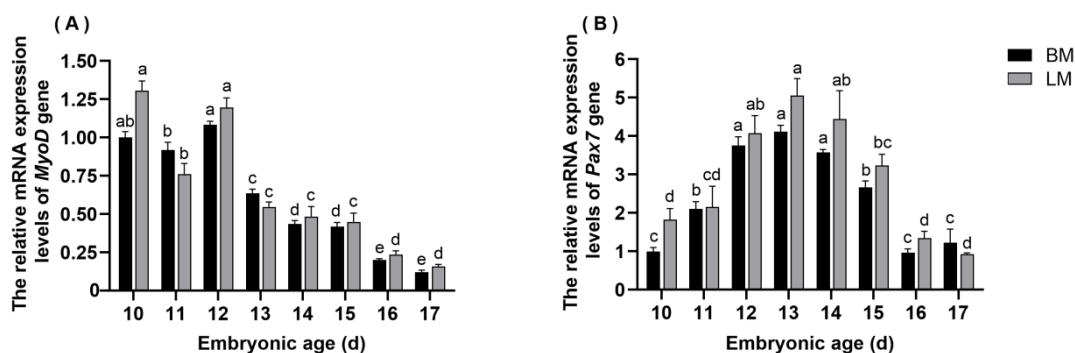 ( A )
The relative mRNA expression
levels of MyoD gene
1.50
1.25
1.00
0.75
0.50
0.25
0
ab a
b b
a a
c c
d c
d c
e d
e d
10 11 12 13 14 15 16 17
Embryonic age (d)
( B )
The relative mRNA expression
levels of Pax7 gene
6
5
4
3
2
1
0
c d
b cd
a ab
a a
a ab
b bc
c d
c d
10 11 12 13 14 15 16 17
Embryonic age (d)
BM
LM